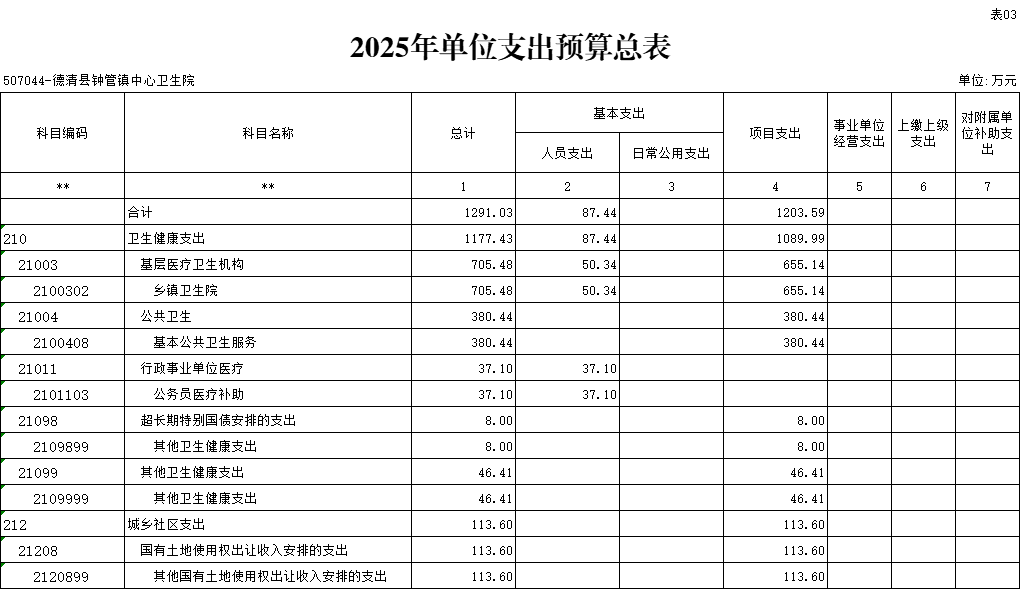 表03
2025年单位支出预算总表
507044-德清县钟管镇中心卫生院 单位:万元
科目编码 科目名称 总计 基本支出 项目支出 事业单位经营支出 上缴上级支出 对附属单位补助支出
人员支出 日常公用支出
** ** 1 2 3 4 5 6 7
合计 1291.03 87.44 1203.59
210 卫生健康支出 1177.43 87.44 1089.99
21003 基层医疗卫生机构 705.48 50.34 655.14
2100302 乡镇卫生院 705.48 50.34 655.14
21004 公共卫生 380.44 380.44
2100408 基本公共卫生服务 380.44 380.44
21011 行政事业单位医疗 37.10 37.10
2101103 公务员医疗补助 37.10 37.10
21098 超长期特别国债安排的支出 8.00 8.00
2109899 其他卫生健康支出 8.00 8.00
21099 其他卫生健康支出 46.41 46.41
2109999 其他卫生健康支出 46.41 46.41
212 城乡社区支出 113.60 113.60
21208 国有土地使用权出让收入安排的支出 113.60 113.60
2120899 其他国有土地使用权出让收入安排的支出 113.60 113.60